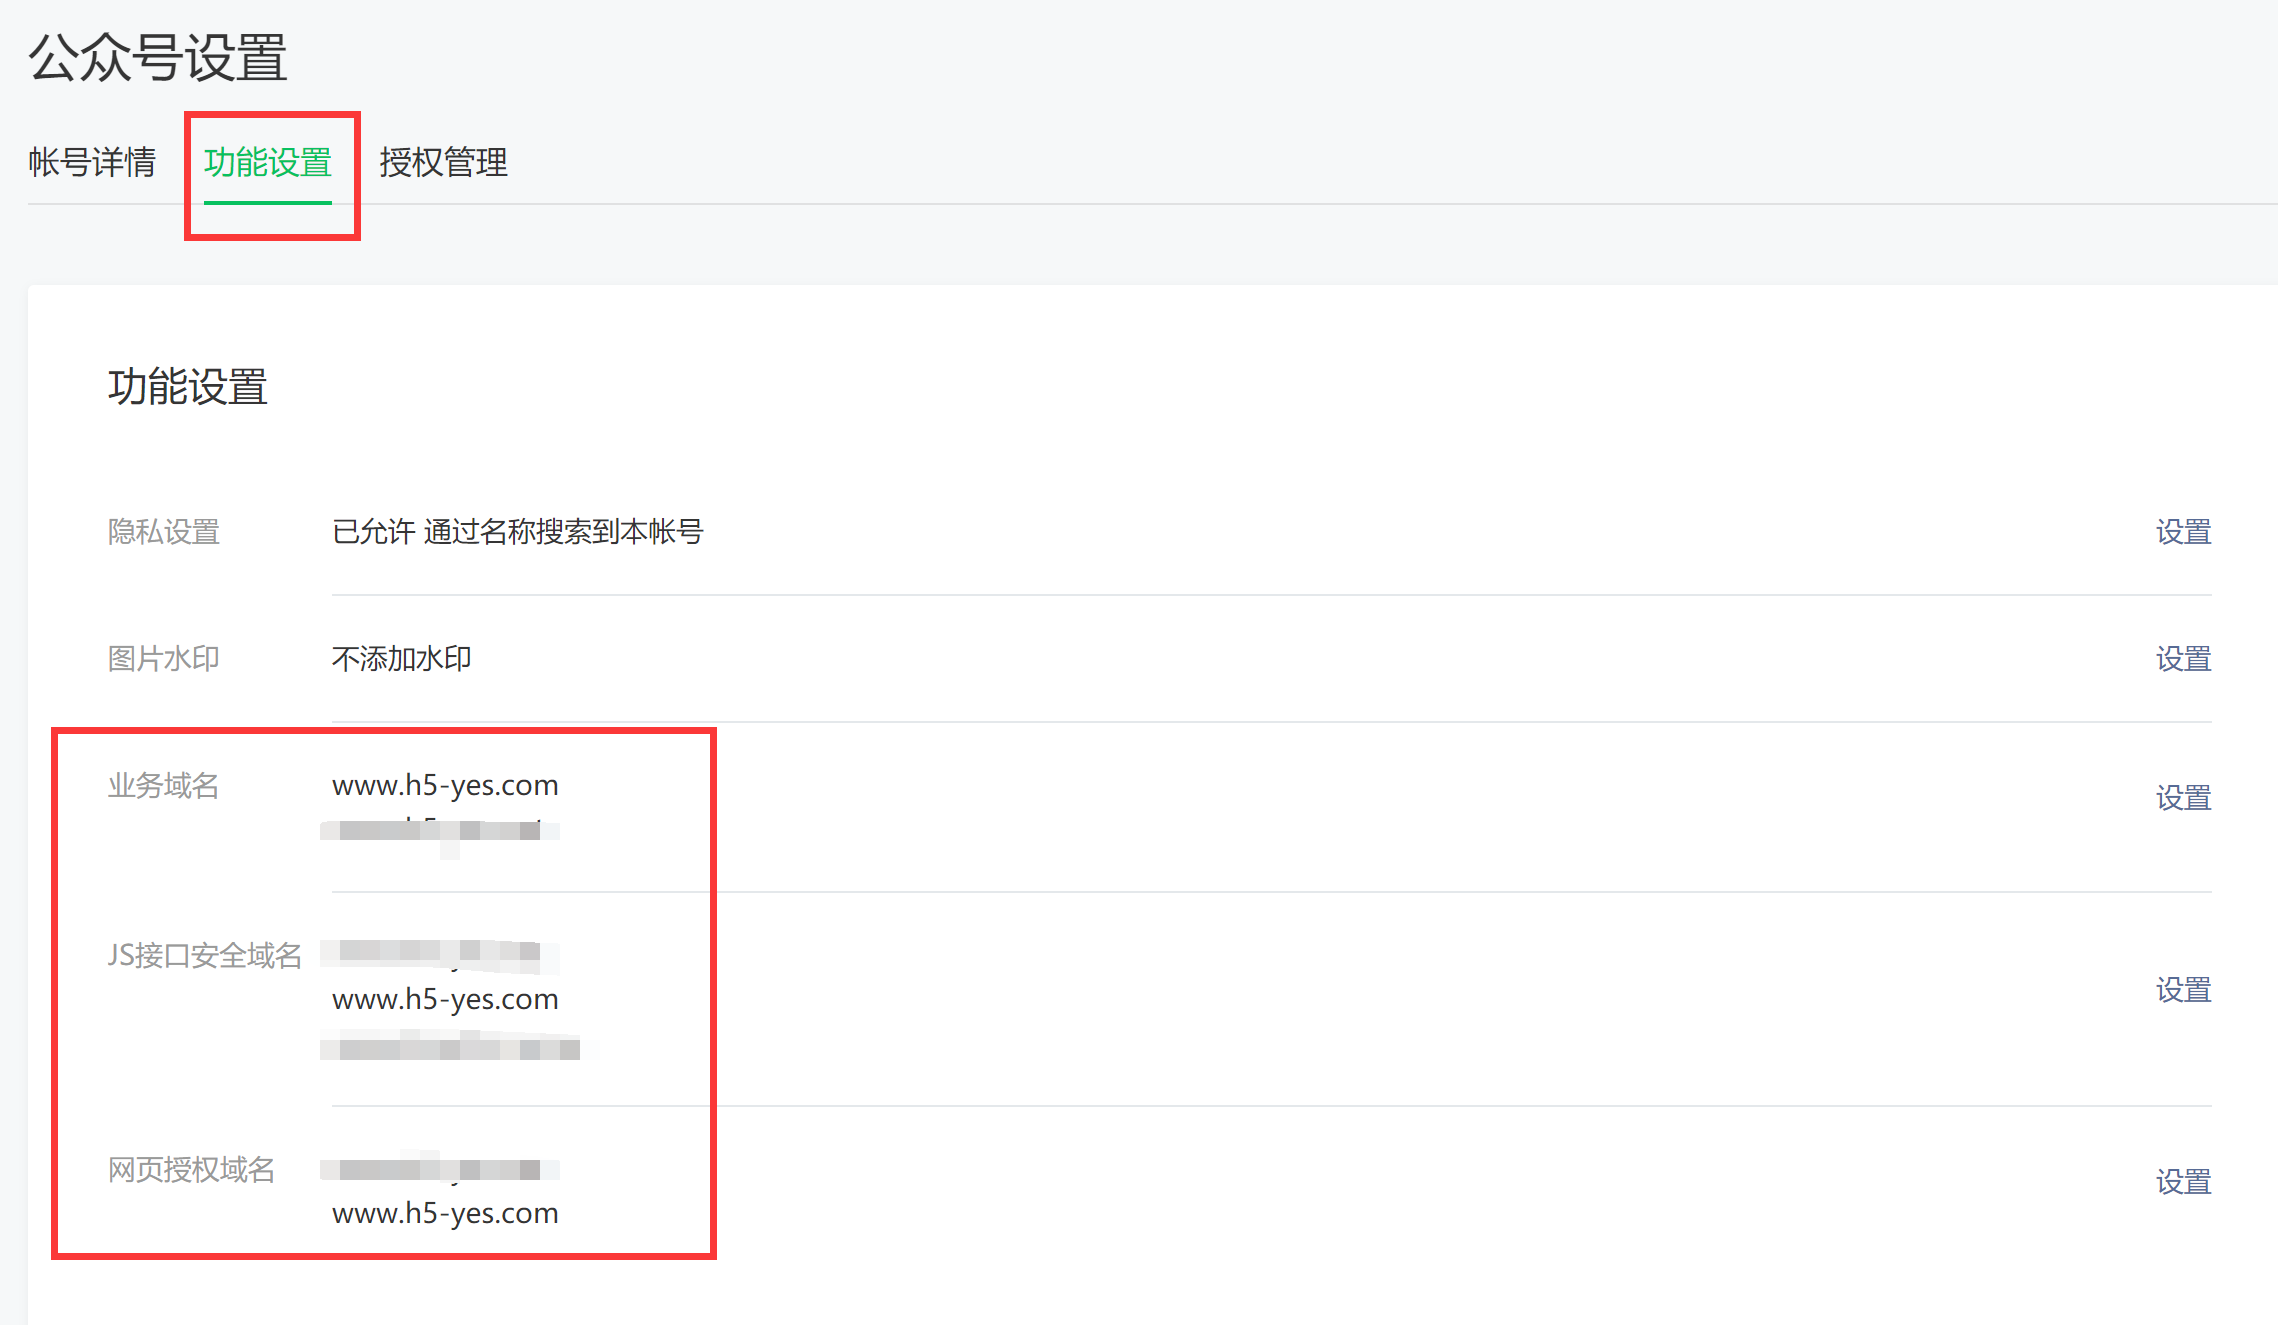 公众号设置
帐号详情 功能设置 授权管理
功能设置
隐私设置 已允许 通过名称搜索到本帐号 设置
图片水印 不添加水印 设置
业务域名 www.h5-yes.com 设置
JS接口安全域名
www.h5-yes.com 设置
网页授权域名 设置
www.h5-yes.com